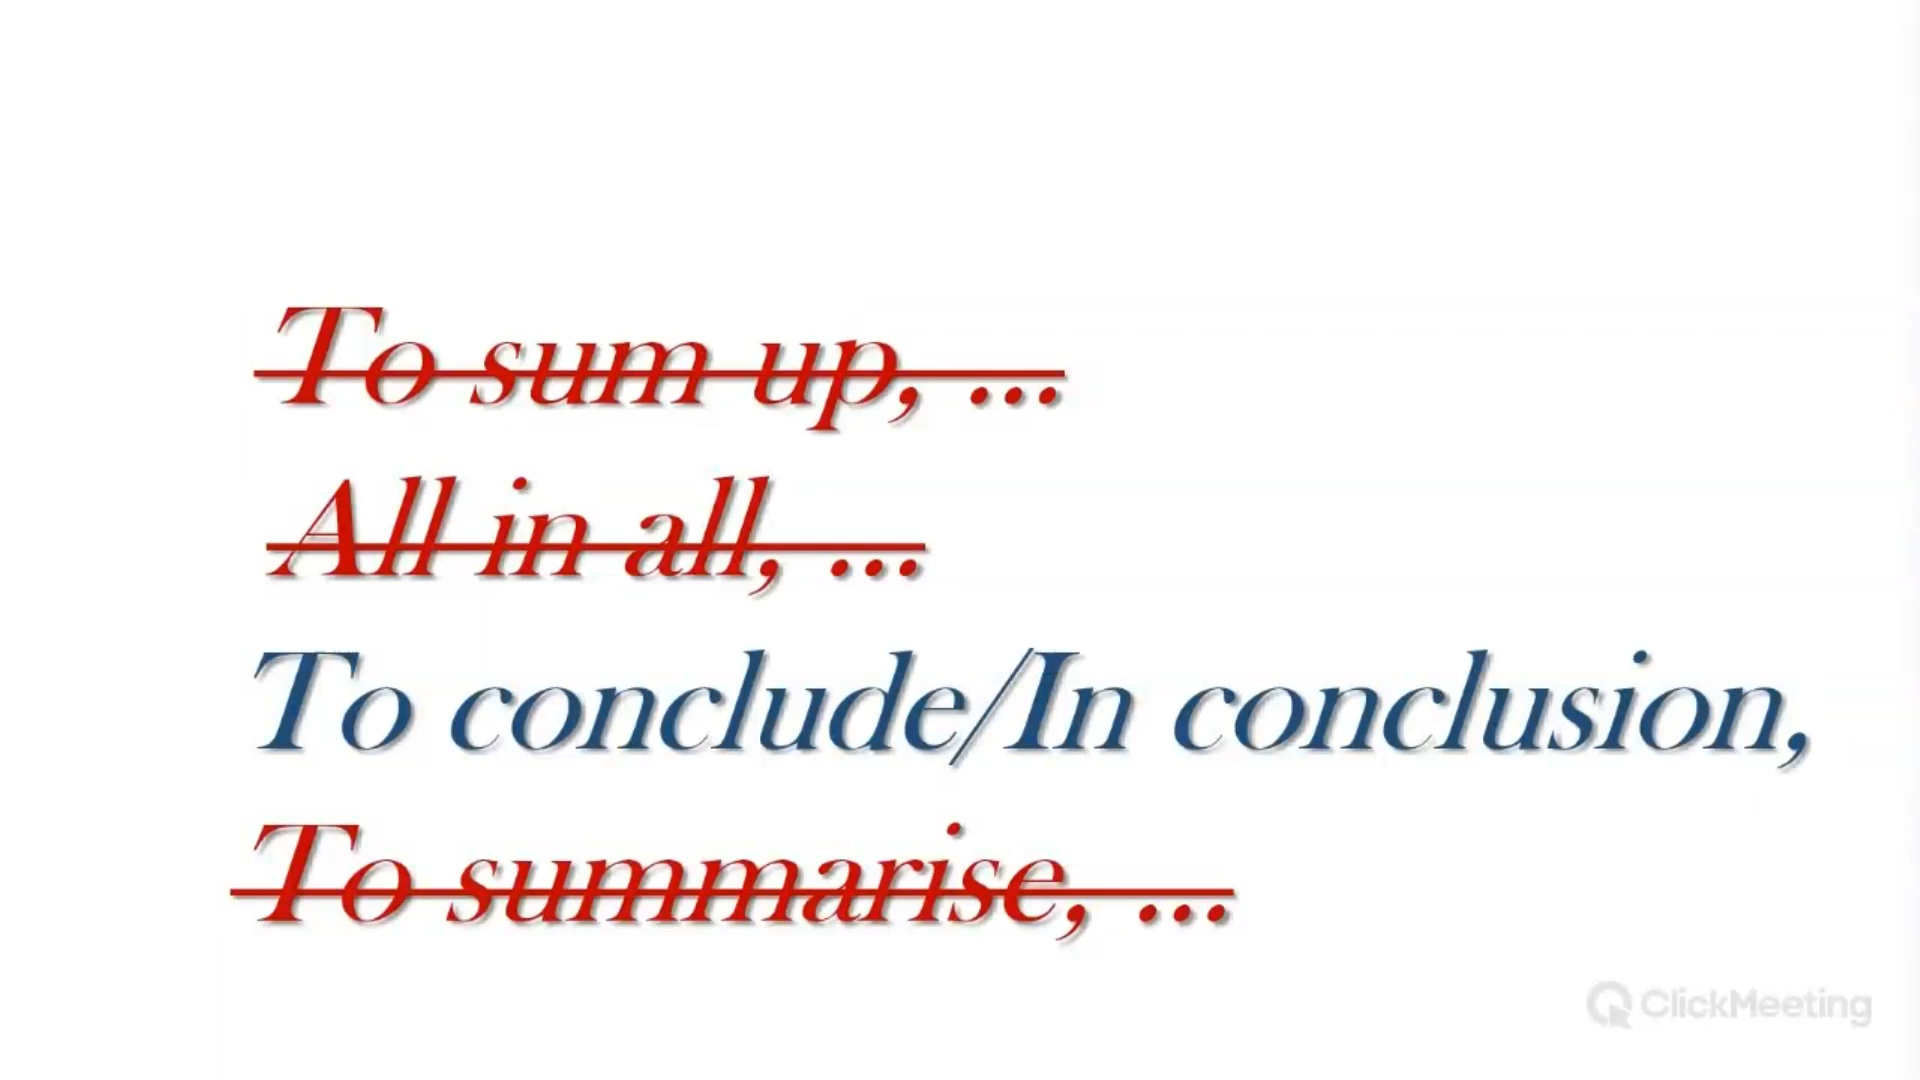 To sum up, ...
All in all, ...
To conclude/In conclusion,
To summarise, ...
ClickMeeting